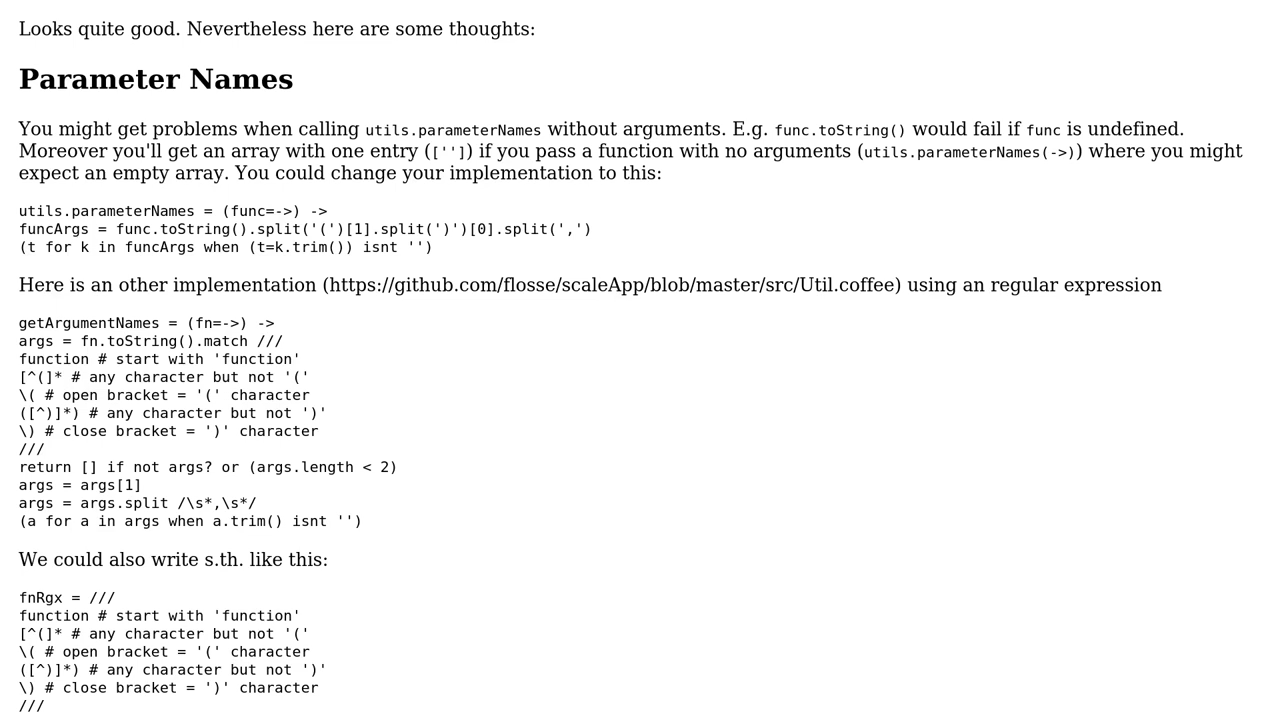 Looks quite good. Nevertheless here are some thoughts:
Parameter Names
You might get problems when calling utils.parameterNames without arguments. E.g. func.toString() would fail if func is undefined.
Moreover you'll get an array with one entry ([‌'']) if you pass a function with no arguments (utils.parameterNames(->)) where you might
expect an empty array. You could change your implementation to this:
utils.parameterNames = (func=->) ->
funcArgs = func.toString().split('(')[1].split(')')[0].split(',')
(t for k in funcArgs when (t=k.trim()) isnt '')
Here is an other implementation (https://github.com/flosse/scaleApp/blob/master/src/Util.coffee) using an regular expression
getArgumentNames = (fn=->) ->
args = fn.toString().match ///
function # start with 'function'
[^(]* # any character but not '('
\( # open bracket = '(' character
([^)]*) # any character but not ')'
\) # close bracket = ')' character
///
return [] if not args? or (args.length < 2)
args = args[1]
args = args.split /\s*,\s*/
(a for a in args when a.trim() isnt '')
We could also write s.th. like this:
fnRgx = ///
function # start with 'function'
[^(]* # any character but not '('
\( # open bracket = '(' character
([^)]*) # any character but not ')'
\) # close bracket = ')' character
///